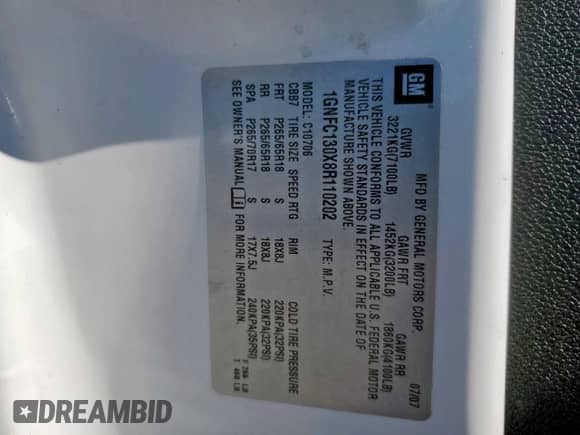 GM
MFD BY GENERAL MOTORS CORP. 07/07
GVWR GAWR FRT GAWR RR
3221KG(7100LB) 1452KG(3200LB) 1860KG(4100LB)
THIS VEHICLE CONFORMS TO ALL APPLICABLE U.S. FEDERAL MOTOR
VEHICLE SAFETY STANDARDS IN EFFECT ON THE DATE OF
MANUFACTURE SHOWN ABOVE.
1GNFC130X8R110202 TYPE: M.P.V.
MODEL: C10706
CBB7 TIRE SIZE SPEED RTG RIM COLD TIRE PRESSURE
FRT P265/65R18 S 18X8J 220KPA(32PSI)
RR P265/65R18 S 18X8J 220KPA(32PSI)
SPA P265/70R17 S 17X7.5J 240KPA(35PSI)
SEE OWNER'S MANUAL i FOR MORE INFORMATION.
LB
T LB
DREAMBID